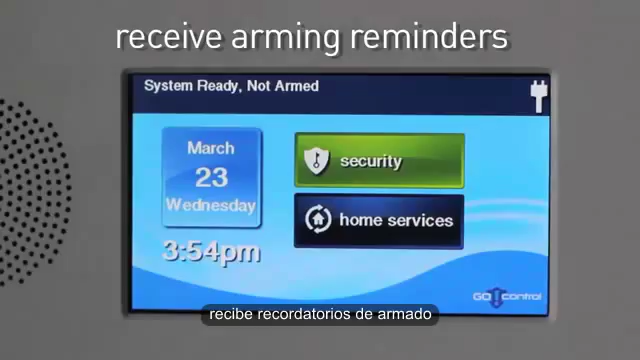 receive arming reminders
System Ready, Not Armed
March
23
Wednesday
3:54pm
security
home services
GO control
recibe recordatorios de armado